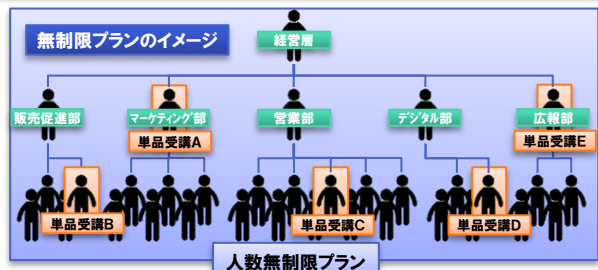 無制限プランのイメージ
経営層
販売促進部
マーケティング部
営業部
デジタル部
広報部
単品受講A
単品受講E
単品受講B
単品受講C
単品受講D
人数無制限プラン